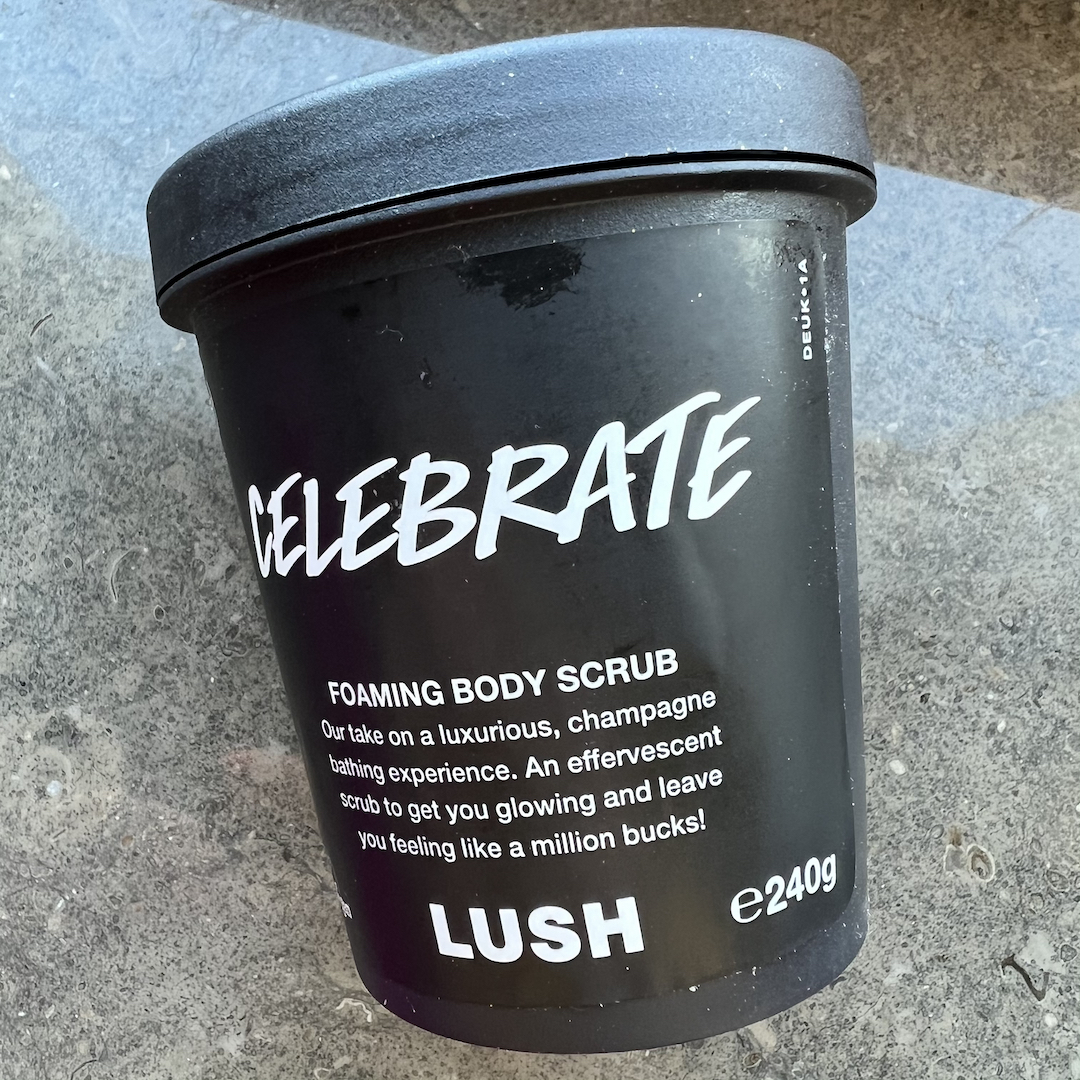 DEUK•1A
CELEBRATE
FOAMING BODY SCRUB
Our take on a luxurious, champagne
bathing experience. An effervescent
scrub to get you glowing and leave
you feeling like a million bucks!
LUSH
℮240g